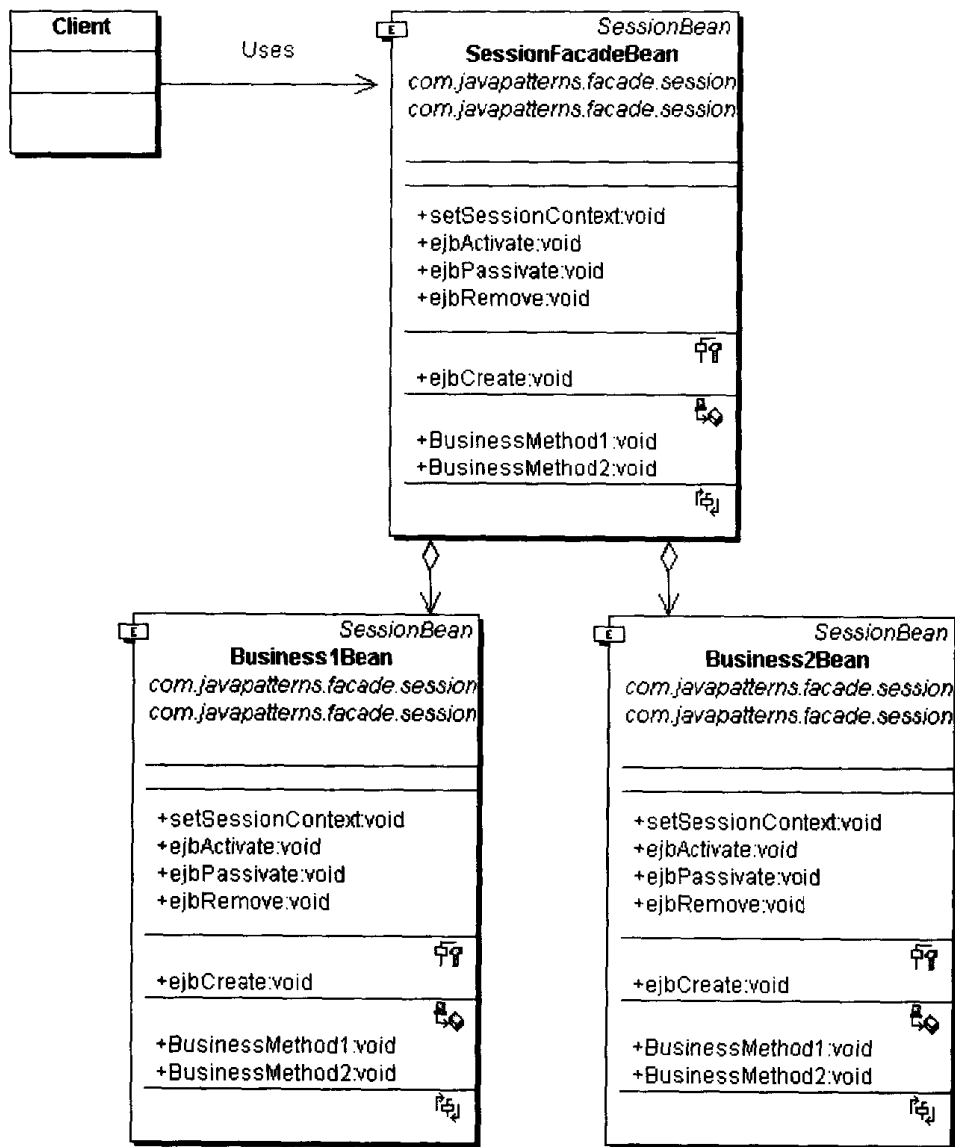 Client
Uses
E
SessionBean
SessionFacadeBean
com.javapatterns.facade.session
com.javapatterns.facade.session
+setSessionContext:void
+ejbActivate:void
+ejbPassivate:void
+ejbRemove:void
+ejbCreate:void
+BusinessMethod1:void
+BusinessMethod2:void
E
SessionBean
Business1Bean
com.javapatterns.facade.session
com.javapatterns.facade.session
+setSessionContext:void
+ejbActivate:void
+ejbPassivate:void
+ejbRemove:void
+ejbCreate:void
+BusinessMethod1:void
+BusinessMethod2:void
E
SessionBean
Business2Bean
com.javapatterns.facade.session
com.javapatterns.facade.session
+setSessionContext:void
+ejbActivate:void
+ejbPassivate:void
+ejbRemove:void
+ejbCreate:void
+BusinessMethod1:void
+BusinessMethod2:void